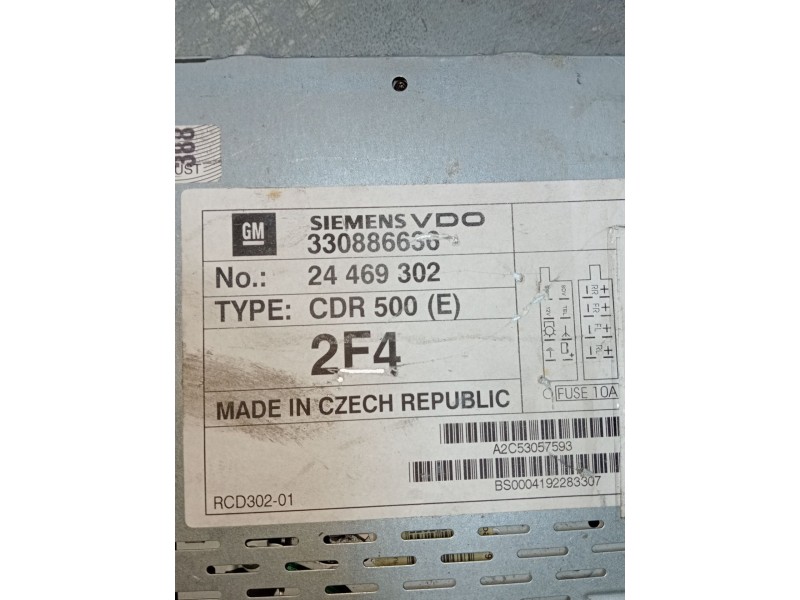 388
UST
GM
SIEMENS VDO
330886636
No.: 24 469 302
TYPE: CDR 500 (E)
2F4
MADE IN CZECH REPUBLIC
FUSE 10A
A2C53057593
BS0004192283307
RCD302-01